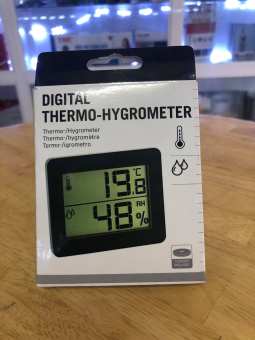 DIGITAL
THERMO-HYGROMETER
Thermo-/Hygrometer
Thermo-/hygromètre
Termo-/igrometro
19.8 °C
48% RH